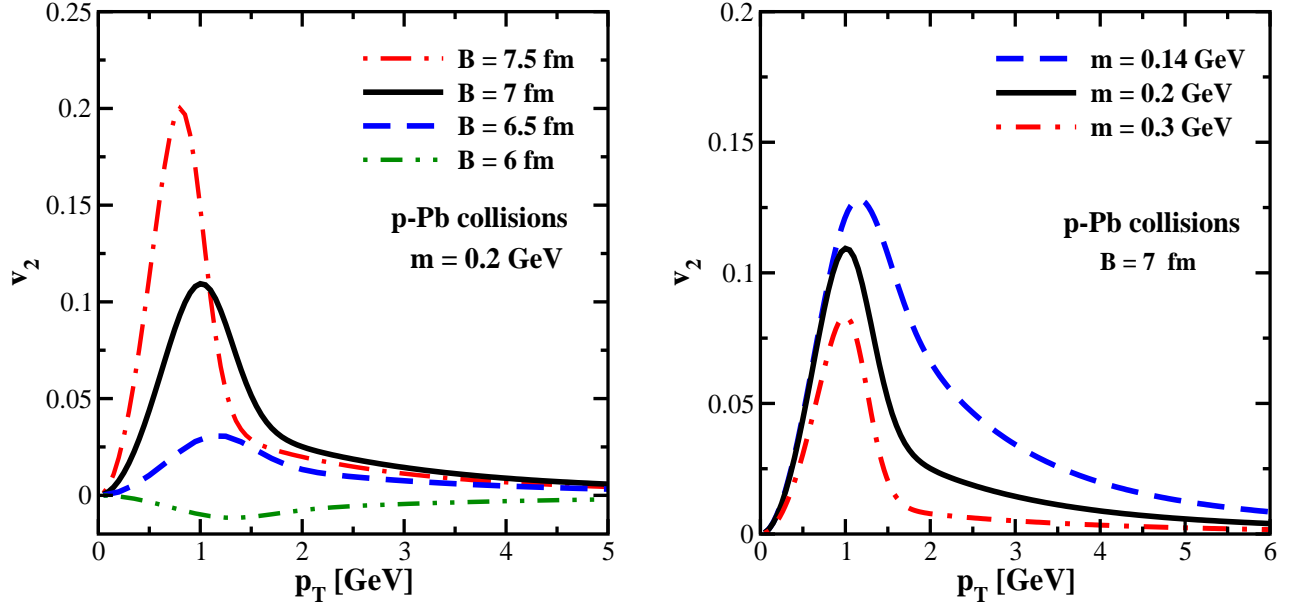 B = 7.5 fm
B = 7 fm
B = 6.5 fm
B = 6 fm
p-Pb collisions
m = 0.2 GeV
v2
0.25
0.2
0.15
0.1
0.05
0
0 1 2 3 4 5
pT [GeV]
m = 0.14 GeV
m = 0.2 GeV
m = 0.3 GeV
p-Pb collisions
B = 7 fm
v2
0.2
0.15
0.1
0.05
0
0 1 2 3 4 5 6
pT [GeV]